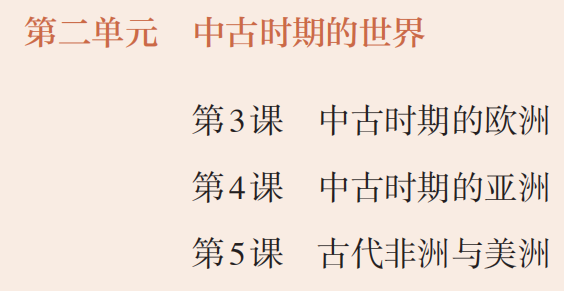 第二单元 中古时期的世界
第3课 中古时期的欧洲
第4课 中古时期的亚洲
第5课 古代非洲与美洲